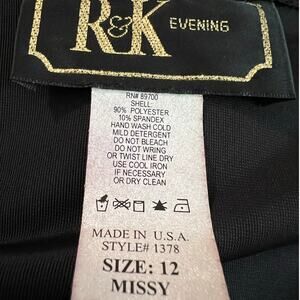 R&K EVENING
RN# 89700
SHELL:
90% POLYESTER
10% SPANDEX
HAND WASH COLD
MILD DETERGENT
DO NOT BLEACH
DO NOT WRING
OR TWIST LINE DRY
USE COOL IRON
IF NECESSARY
OR DRY CLEAN
MADE IN U.S.A.
STYLE# 1378
SIZE: 12
MISSY